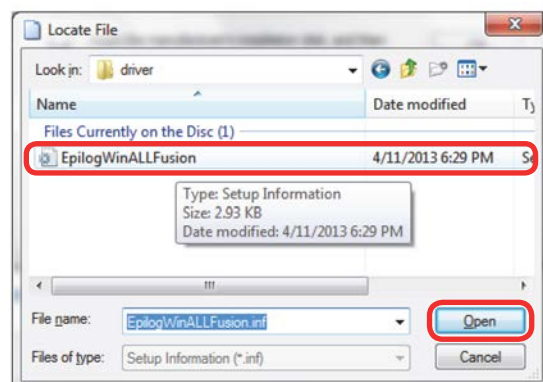 Locate File
Look in: driver
Name Date modified Ty
Files Currently on the Disc (1)
EpilogWinALLFusion 4/11/2013 6:29 PM Se
Type: Setup Information
Size: 2.93 KB
Date modified: 4/11/2013 6:29 PM
File name: EpilogWinALLFusion.inf Open
Files of type: Setup Information (*.inf) Cancel